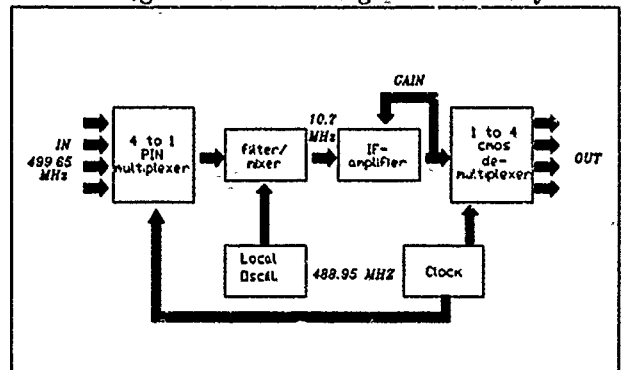 GAIN
IN
499 65
MHz
4 to 1
PIN
multiplexer
filter/
mixer
10.7
MHz
IF-
amplifier
1 to 4
cmos
de-
multiplexer
OUT
Local
Oscil.
488.95 MHZ
Clock